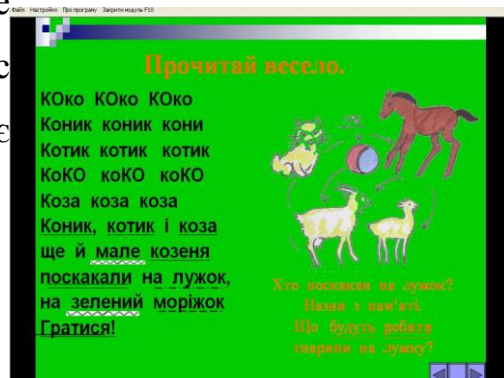 Файл Настройки Про програму Закрити модуль F10
Прочитай весело.
КОко КОко КОко
Коник коник кони
Котик котик котик
КоКО коКО коКО
Коза коза коза
Коник, котик і коза
ще й мале козеня
поскакали на лужок,
на зелений моріжок
Гратися!
Хто поскакав на лужок?
Назви з пам'яті.
Що будуть робити
тварини на лужку?